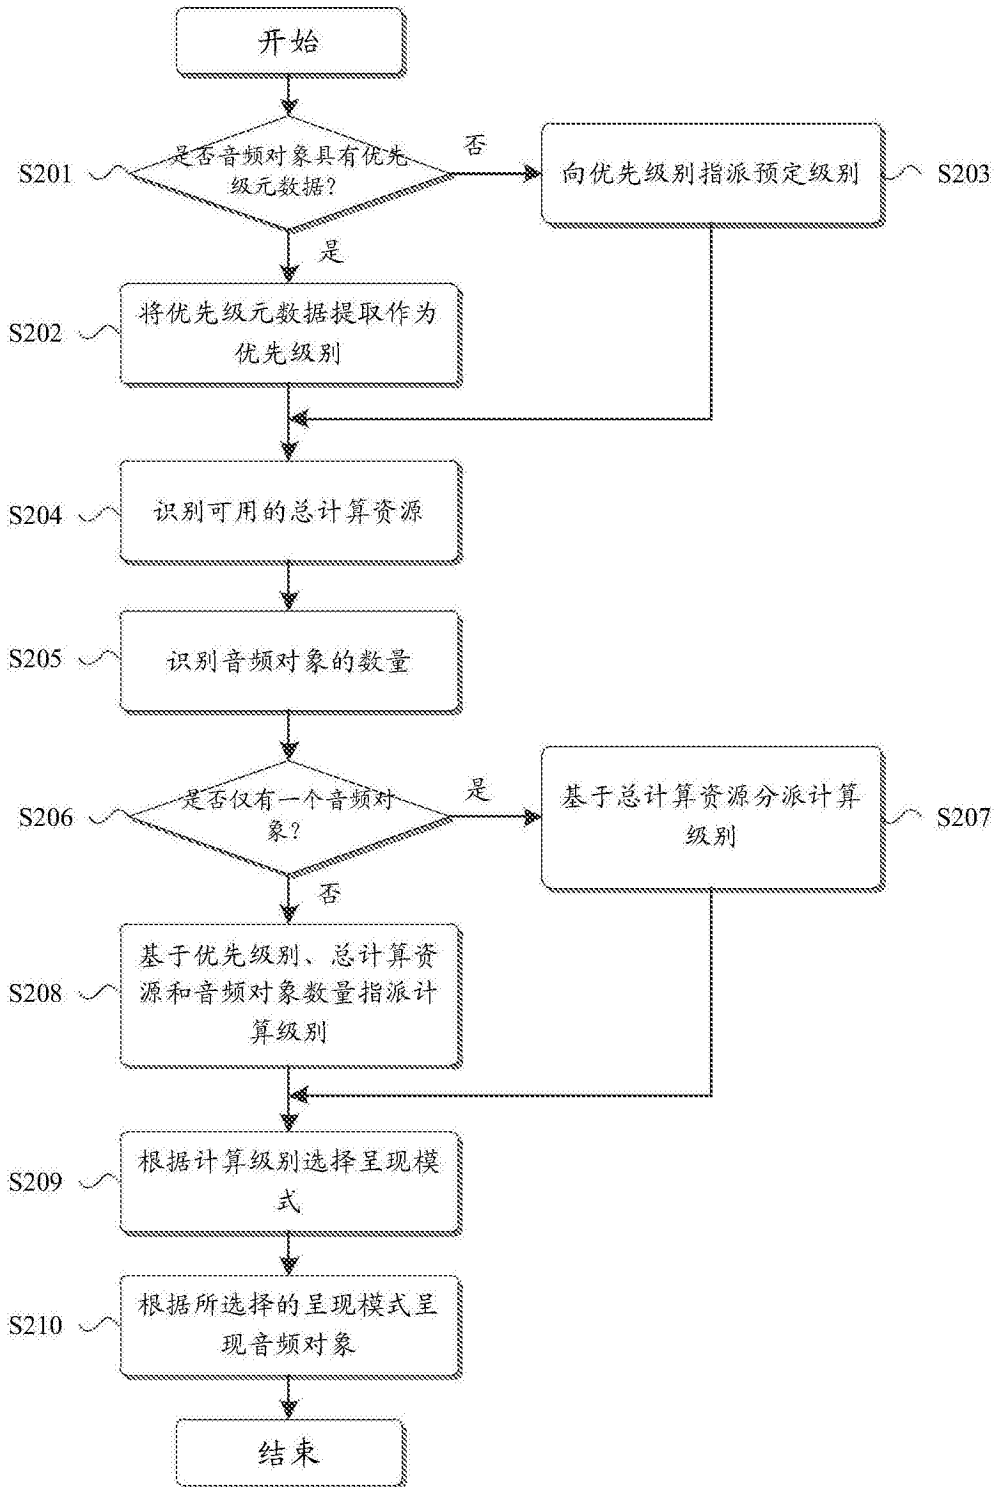 开始
S201
是否音频对象具有优先
级元数据?
否
向优先级别指派预定级别
S203
是
S202
将优先级元数据提取作为
优先级别
S204
识别可用的总计算资源
S205
识别音频对象的数量
S206
是否仅有一个音频对
象?
是
基于总计算资源分派计算
级别
S207
否
S208
基于优先级别、总计算资
源和音频对象数量指派计
算级别
S209
根据计算级别选择呈现模
式
S210
根据所选择的呈现模式呈
现音频对象
结束